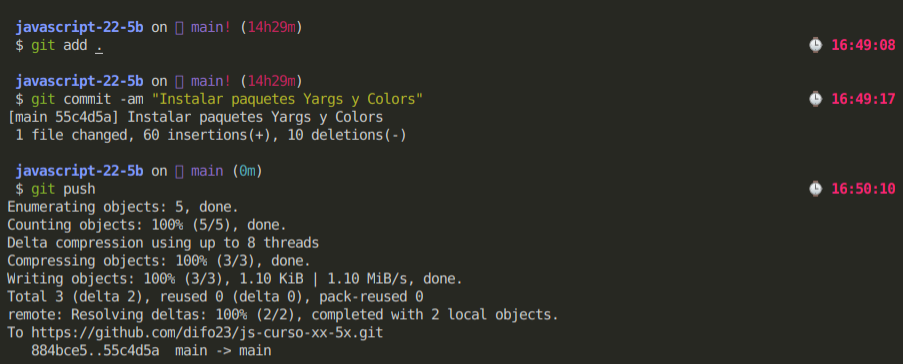 javascript-22-5b on main! (14h29m)
$ git add . 16:49:08
javascript-22-5b on main! (14h29m)
$ git commit -am "Instalar paquetes Yargs y Colors" 16:49:17
[main 55c4d5a] Instalar paquetes Yargs y Colors
1 file changed, 60 insertions(+), 10 deletions(-)
javascript-22-5b on main (0m)
$ git push 16:50:10
Enumerating objects: 5, done.
Counting objects: 100% (5/5), done.
Delta compression using up to 8 threads
Compressing objects: 100% (3/3), done.
Writing objects: 100% (3/3), 1.10 KiB | 1.10 MiB/s, done.
Total 3 (delta 2), reused 0 (delta 0), pack-reused 0
remote: Resolving deltas: 100% (2/2), completed with 2 local objects.
To https://github.com/difo23/js-curso-xx-5x.git
884bce5..55c4d5a main -> main